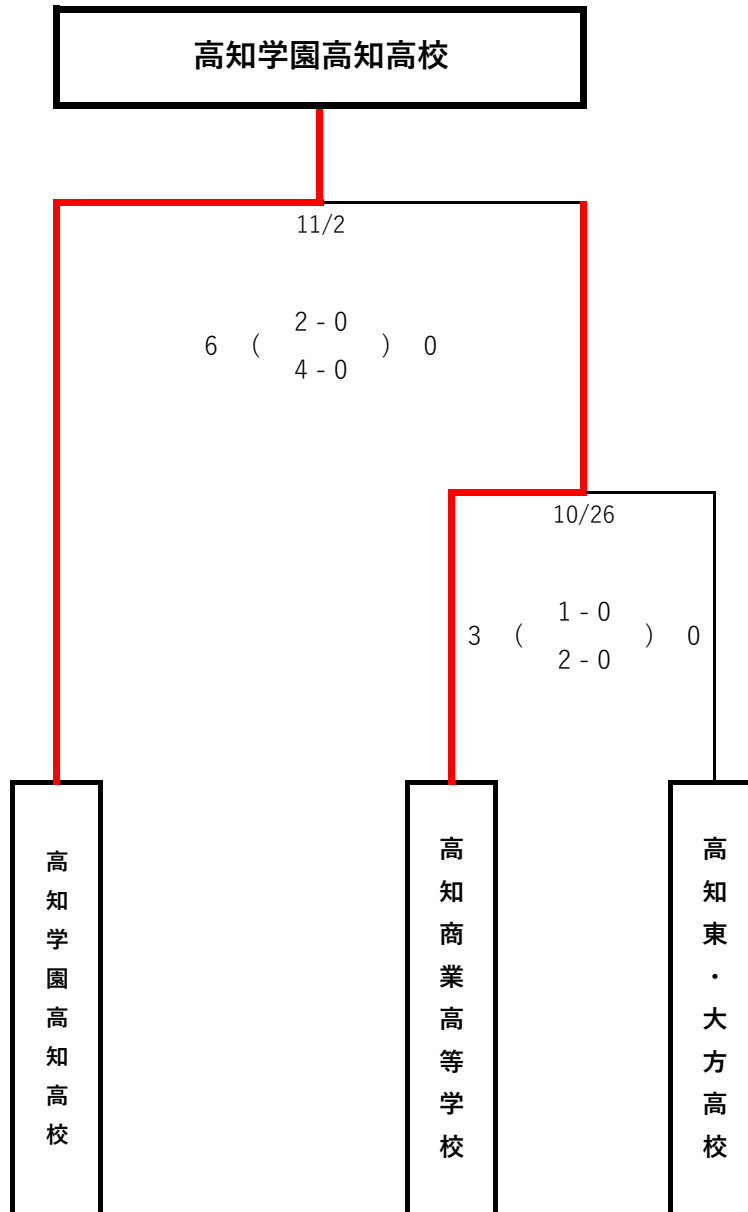 高知学園高知高校
11/2
2 - 0
6 ( ) 0
4 - 0
10/26
1 - 0
3 ( ) 0
2 - 0
高知学園高知高校
高知商業高等学校
高知東・大方高校